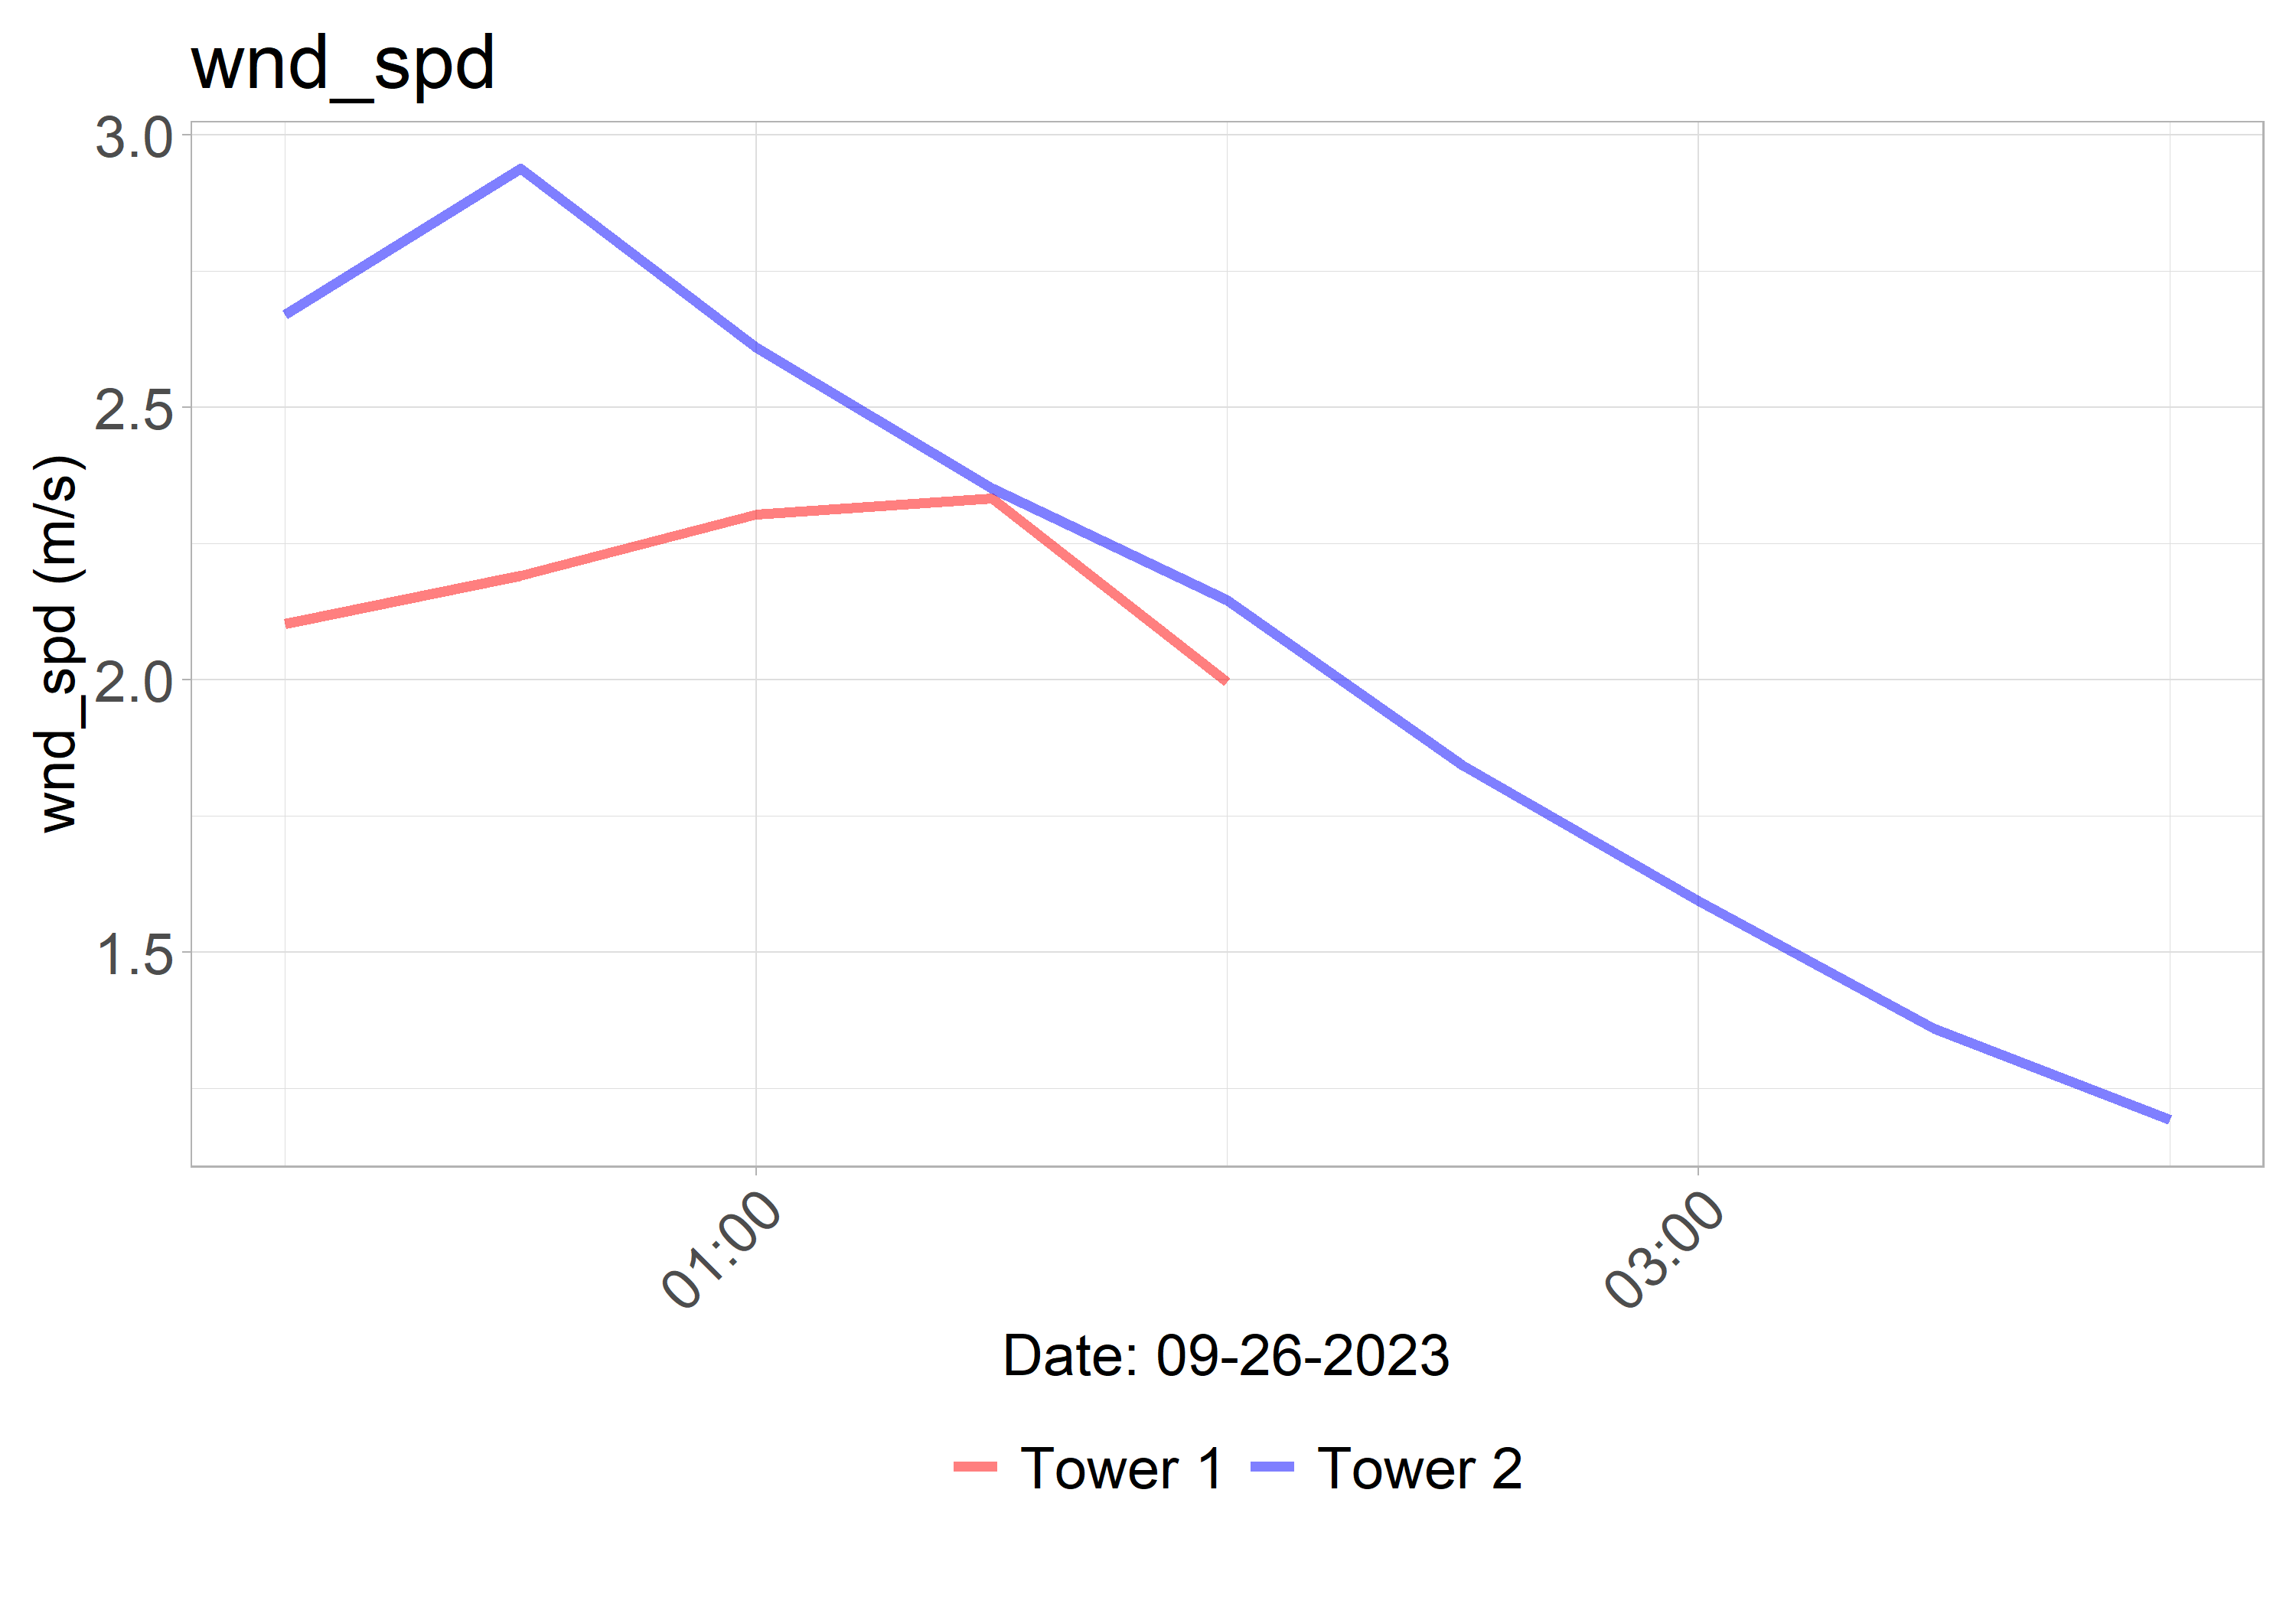 wnd_spd
3.0
2.5
2.0
1.5
wnd_spd (m/s)
01:00
03:00
Date: 09-26-2023
Tower 1
Tower 2